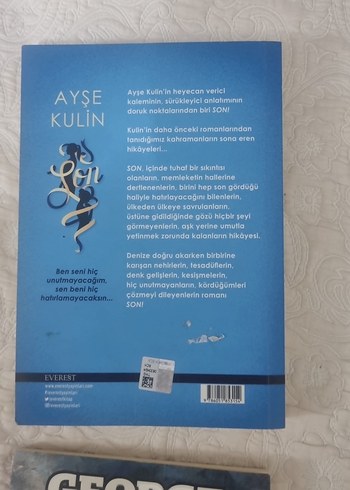 AYŞE
KULİN
Son
Ben seni hiç
unutmayacağım,
sen beni hiç
hatırlamayacaksın...
Ayşe Kulin'in heyecan verici
kaleminin, sürükleyici anlatımının
doruk noktalarından biri SON!
Kulin'in daha önceki romanlarından
tanıdığımız kahramanların sona eren
hikâyeleri...
SON, içinde tuhaf bir sıkıntısı
olanların, memleketin hallerine
dertlenenlerin, birini hep son gördüğü
haliyle hatırlayacağını bilenlerin,
ülkeden ülkeye savrulanların,
üstüne gidildiğinde gözü hiçbir şeyi
görmeyenlerin, aşk yerine umutla
yetinmek zorunda kalanların hikâyesi.
Denize doğru akarken birbirine
karışan nehirlerin, tesadüflerin,
denk gelişlerin, kesişmelerin,
hiç unutmayanların, kördüğümleri
çözmeyi dileyenlerin romanı
SON!
EVEREST
GEORGE